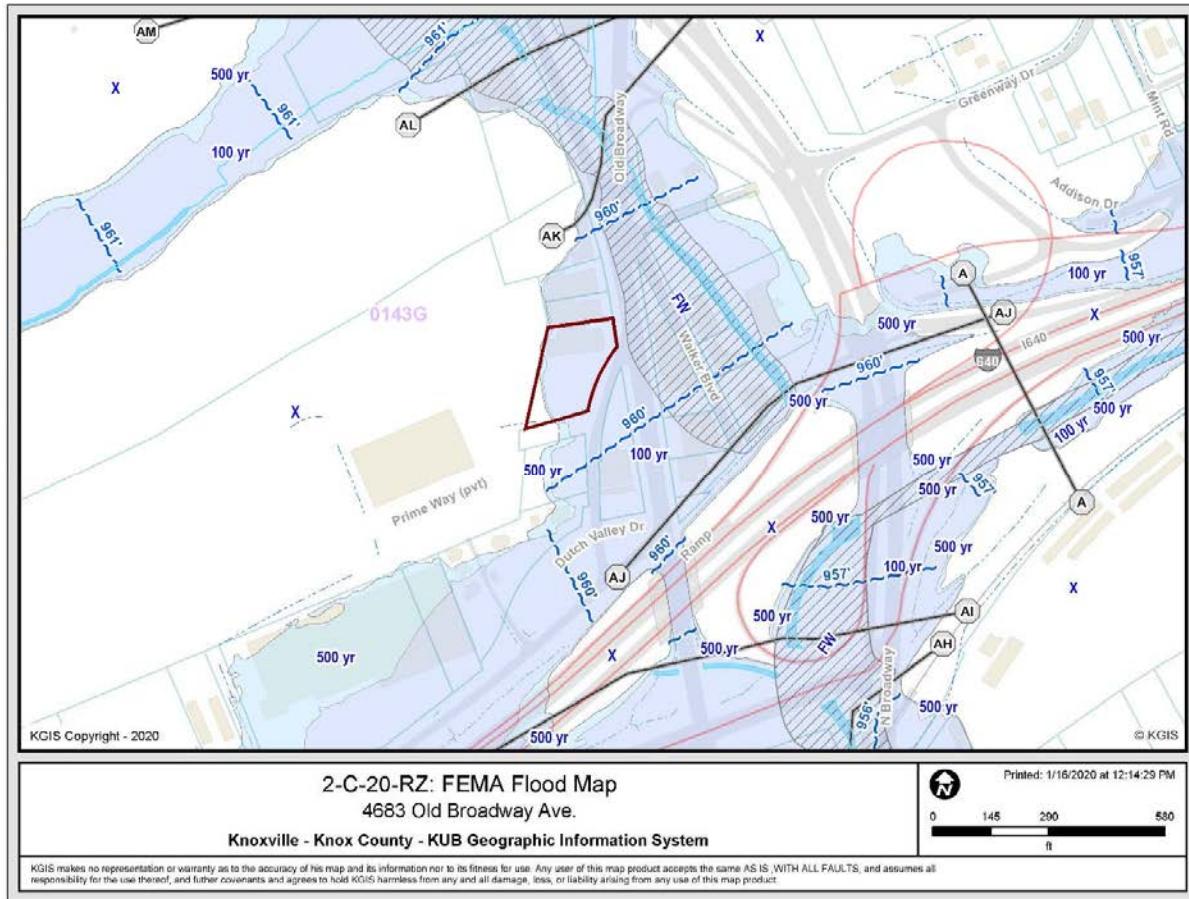 AM
500 yr
961'
961'
X
AL
100 yr
961'
Old Broadway
X
Greenway Dr
Mint Rd
Addison Dr
AK
960'
957'
100 yr
A
AJ
500 yr
X
0143G
FW
Walker Blvd
I640
640
500 yr
960'
957'
500 yr
500 yr
X
960'
100 yr
100 yr
500 yr
500 yr
500 yr
957'
A
Prime Way (pvt)
Dutch Valley Dr
960'
960'
Ramp
X
500 yr
500 yr
AJ
957'
100 yr
X
AI
500 yr
500 yr
X
500 yr
FW
AH
N Broadway
956'
500 yr
500 yr
KGIS Copyright - 2020
© KGIS
2-C-20-RZ: FEMA Flood Map
4683 Old Broadway Ave.
Knoxville - Knox County - KUB Geographic Information System
N
Printed: 1/16/2020 at 12:14:29 PM
0 145 290 580
ft
KGIS makes no representation or warranty as to the accuracy of his map and its information nor to its fitness for use. Any user of this map product accepts the same AS IS ,WITH ALL FAULTS, and assumes all
responsibility for the use thereof, and futher covenants and agrees to hold KGIS harmless from any and all damage, loss, or liability arising from any use of this map product.